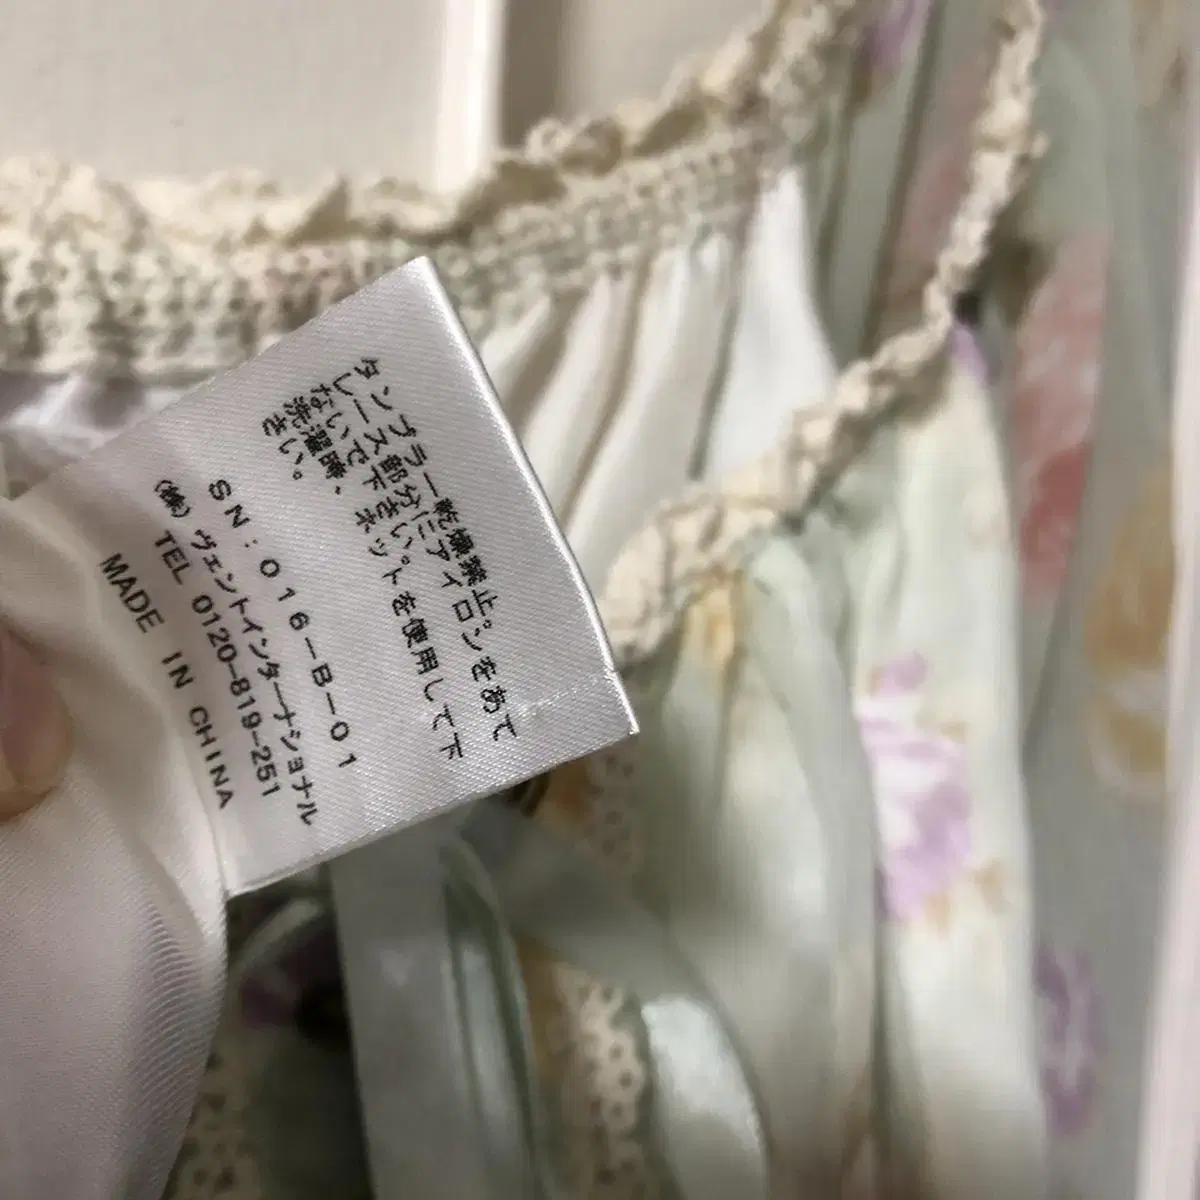 タンブラー乾燥禁止
レース部分にアイロンをあて
ないで下さい。
洗濯時、ネットを使用して下
さい。
SN:016-B-01
(株)ヴェントインターナショナル
TEL 0120-819-251
MADE IN CHINA